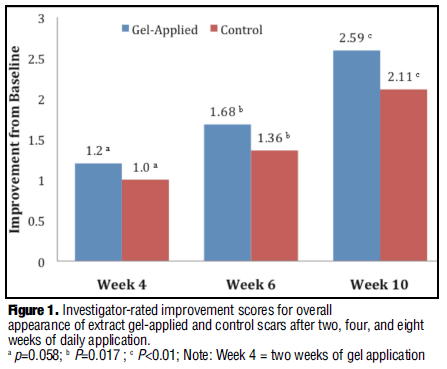 Improvement from Baseline
3
2.5
2
1.5
1
0.5
0
Gel-Applied Control
1.2 a
1.0 a
1.68 b
1.36 b
2.59 c
2.11 c
Week 4 Week 6 Week 10
Figure 1. Investigator-rated improvement scores for overall
appearance of extract gel-applied and control scars after two, four, and eight
weeks of daily application.
a p=0.058; b P=0.017 ; c P<0.01; Note: Week 4 = two weeks of gel application